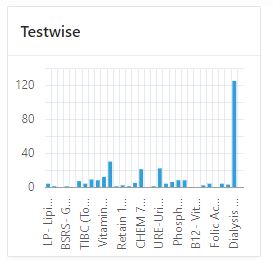 Testwise
120
80
40
0
LP - Lipi...
BSRS - G...
TIBC (To...
Vitamin...
Retain 1...
CHEM 7...
URE-Uri...
Phosph...
B12 - Vit...
Folic Ac...
Dialysis ...